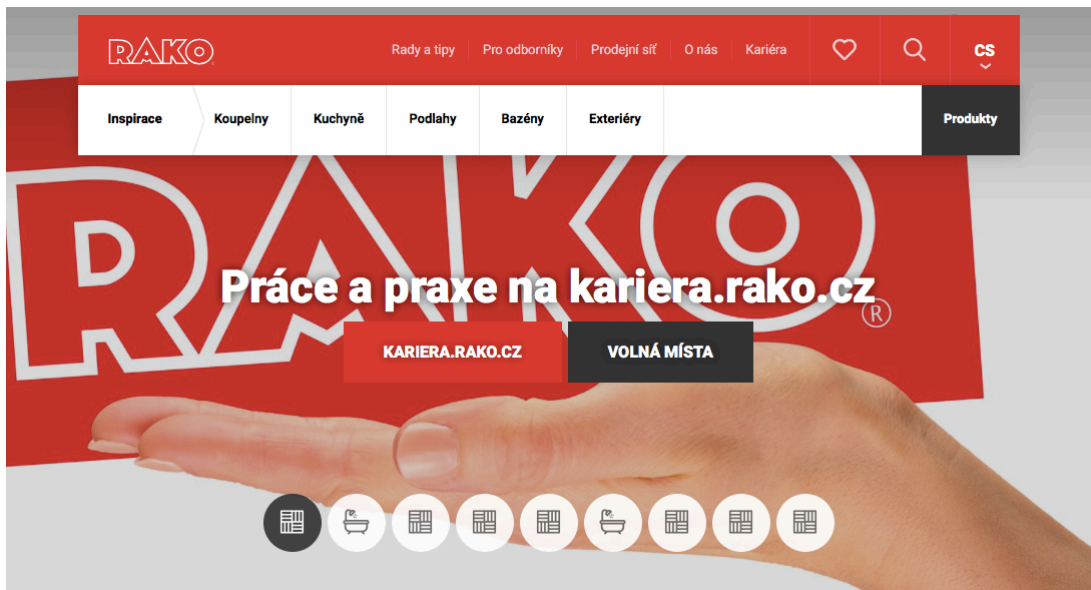 RAKO
Rady a tipy
Pro odborníky
Prodejní síť
O nás
Kariéra
CS
Inspirace
Koupelny
Kuchyně
Podlahy
Bazény
Exteriéry
Produkty
RAKO®
Práce a praxe na kariera.rako.cz
KARIERA.RAKO.CZ
VOLNÁ MÍSTA